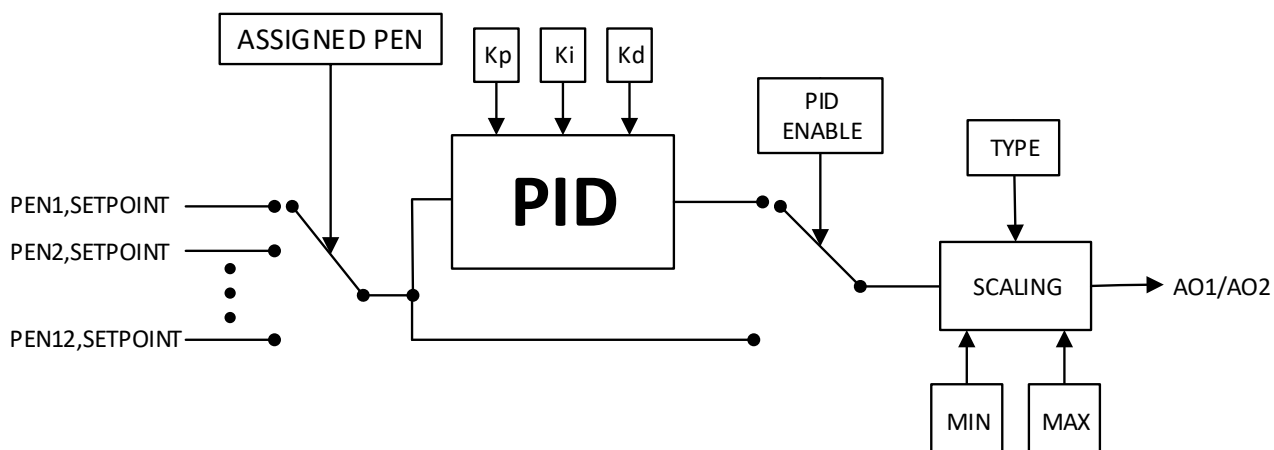 ASSIGNED PEN
Kp
Ki
Kd
PID
ENABLE
TYPE
PID
PEN1,SETPOINT
PEN2,SETPOINT
PEN12,SETPOINT
SCALING
AO1/AO2
MIN
MAX